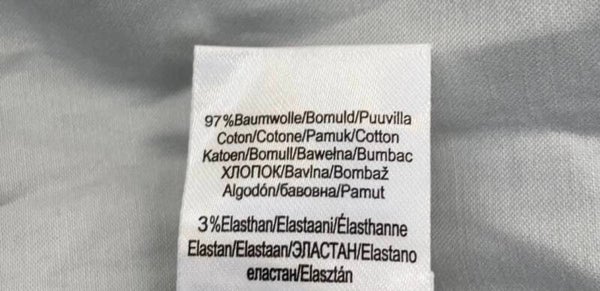 97%Baumwolle/Bomuld/Puuvilla
Coton/Cotone/Pamuk/Cotton
Katoen/Bomull/Bawełna/Bumbac
ХЛОПОК/Bavlna/Bombaž
Algodón/бавовна/Pamut
3%Elasthan/Elastaani/Élasthanne
Elastan/Elastaan/ЭЛАСТАН/Elastano
еластан/Elasztán